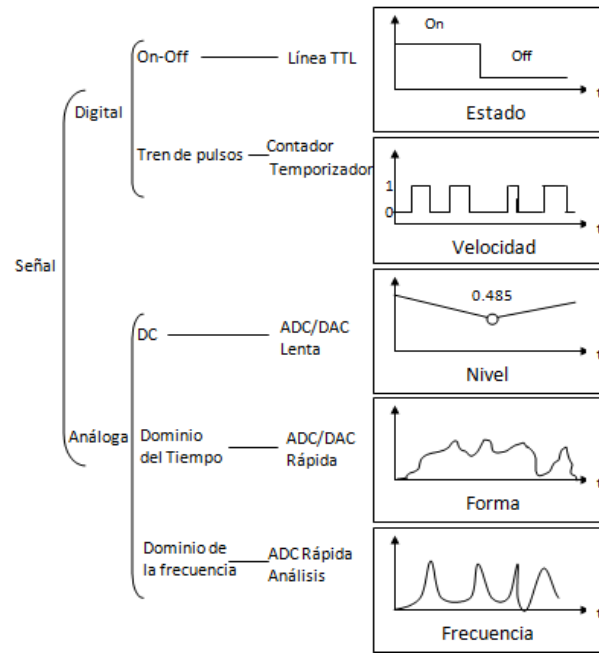 On
On-Off
Línea TTL
Off
t
Digital
Estado
Tren de pulsos
Contador
Temporizador
1
0
t
Velocidad
Señal
0.485
DC
ADC/DAC
Lenta
t
Nivel
Análoga
Dominio
del Tiempo
ADC/DAC
Rápida
t
Forma
Dominio de
la frecuencia
ADC Rápida
Análisis
t
Frecuencia